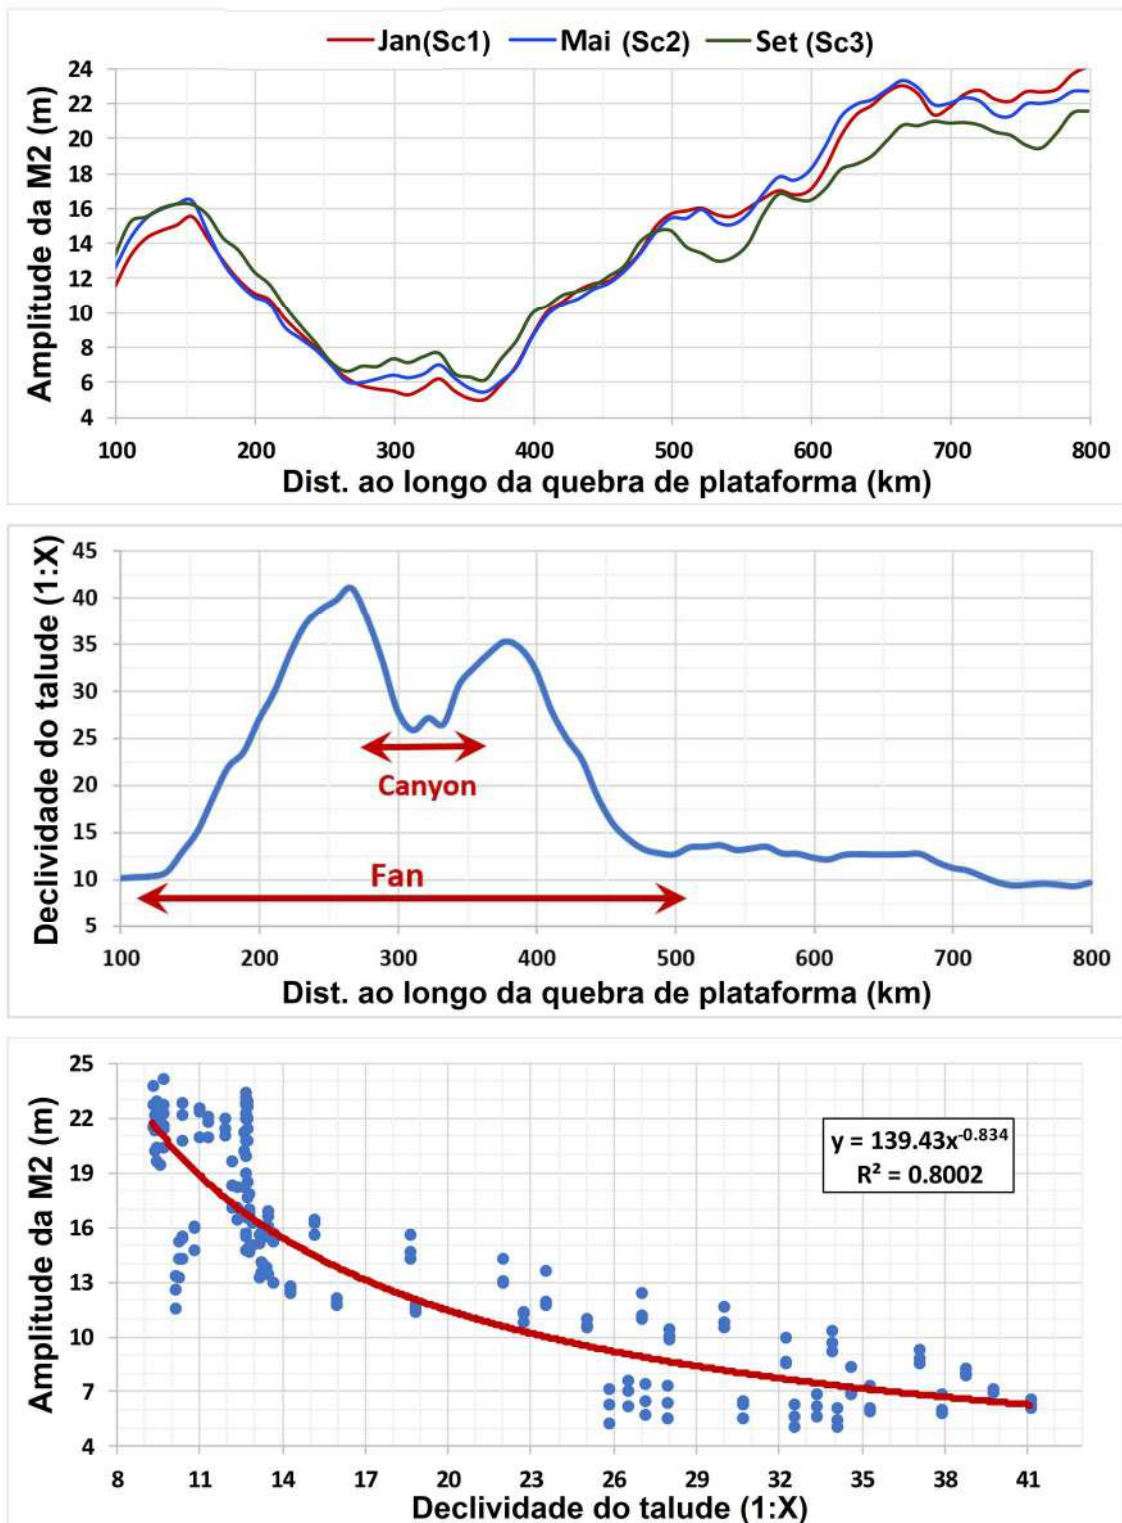 Jan(Sc1) Mai (Sc2) Set (Sc3)
Amplitude da M2 (m)
24
22
20
18
16
14
12
10
8
6
4
100 200 300 400 500 600 700 800
Dist. ao longo da quebra de plataforma (km)
Declividade do talude (1:X)
45
40
35
30
25
20
15
10
5
Canyon
Fan
100 200 300 400 500 600 700 800
Dist. ao longo da quebra de plataforma (km)
Amplitude da M2 (m)
25
22
19
16
13
10
7
4
y = 139.43x^-0.834
R² = 0.8002
8 11 14 17 20 23 26 29 32 35 38 41
Declividade do talude (1:X)